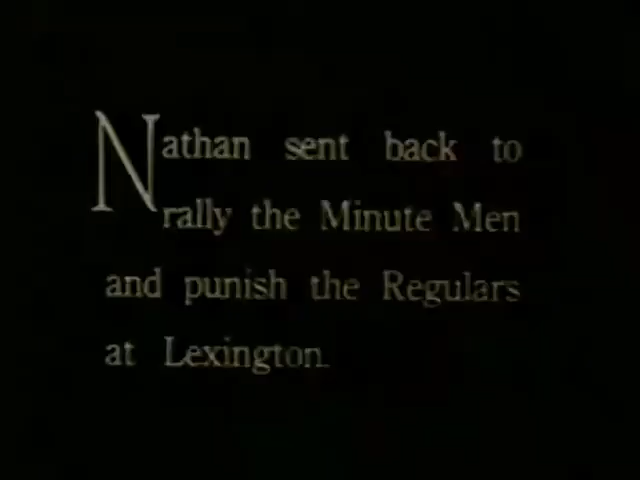 Nathan sent back to
rally the Minute Men
and punish the Regulars
at Lexington.